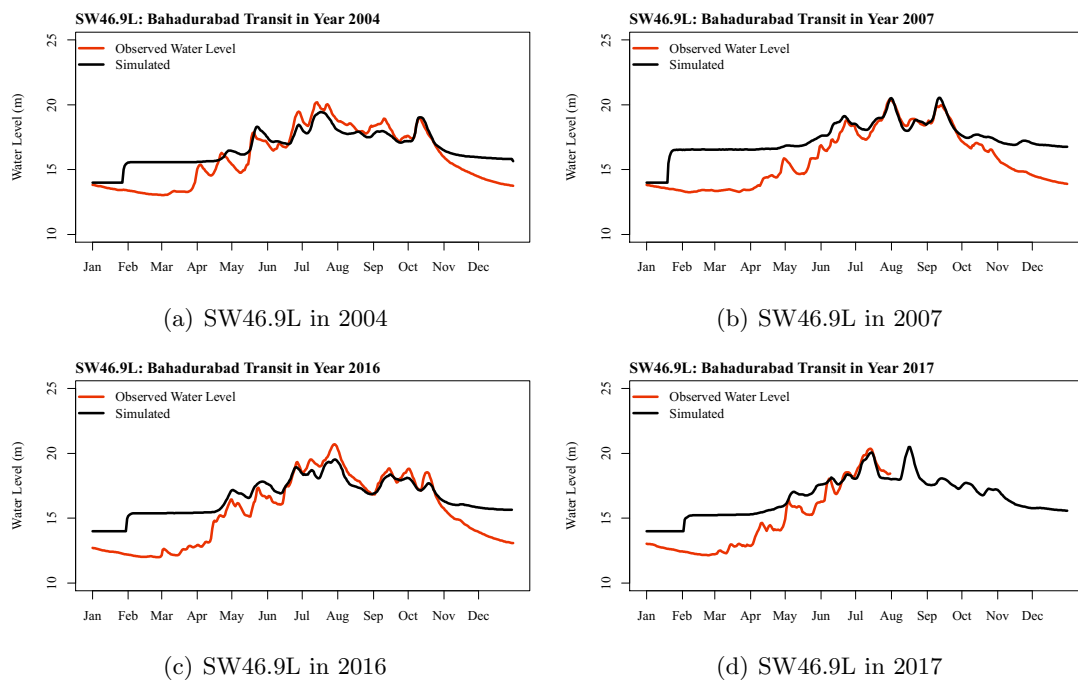 SW46.9L: Bahadurabad Transit in Year 2004
Observed Water Level
Simulated
Water Level (m)
10 15 20 25
Jan Feb Mar Apr May Jun Jul Aug Sep Oct Nov Dec
(a) SW46.9L in 2004
SW46.9L: Bahadurabad Transit in Year 2007
Observed Water Level
Simulated
Water Level (m)
10 15 20 25
Jan Feb Mar Apr May Jun Jul Aug Sep Oct Nov Dec
(b) SW46.9L in 2007
SW46.9L: Bahadurabad Transit in Year 2016
Observed Water Level
Simulated
Water Level (m)
10 15 20 25
Jan Feb Mar Apr May Jun Jul Aug Sep Oct Nov Dec
(c) SW46.9L in 2016
SW46.9L: Bahadurabad Transit in Year 2017
Observed Water Level
Simulated
Water Level (m)
10 15 20 25
Jan Feb Mar Apr May Jun Jul Aug Sep Oct Nov Dec
(d) SW46.9L in 2017